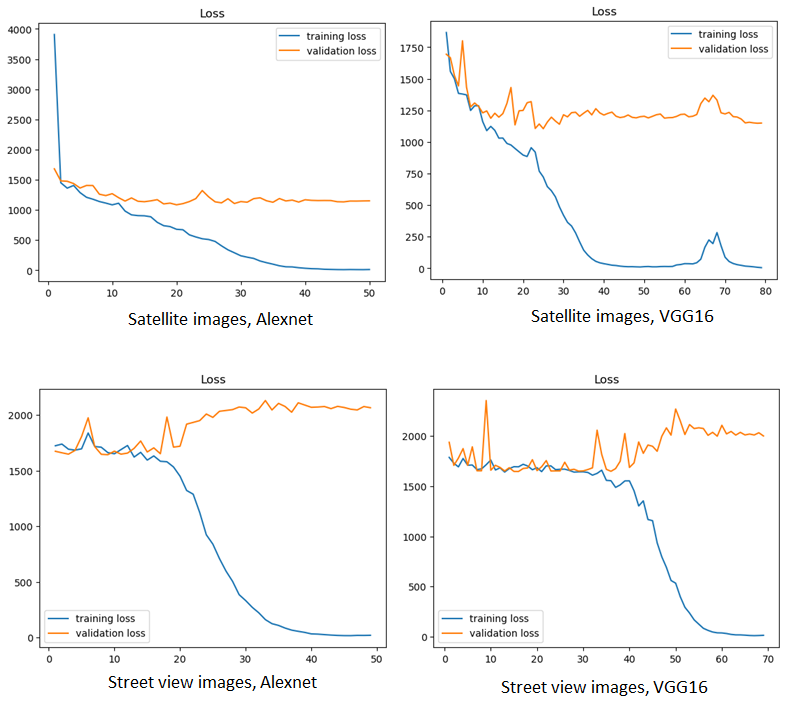 Loss
4000
3500
3000
2500
2000
1500
1000
500
0
training loss
validation loss
0 10 20 30 40 50
Satellite images, Alexnet
Loss
1750
1500
1250
1000
750
500
250
0
training loss
validation loss
0 10 20 30 40 50 60 70 80
Satellite images, VGG16
Loss
2000
1500
1000
500
0
training loss
validation loss
0 10 20 30 40 50
Street view images, Alexnet
Loss
2000
1500
1000
500
0
training loss
validation loss
0 10 20 30 40 50 60 70
Street view images, VGG16